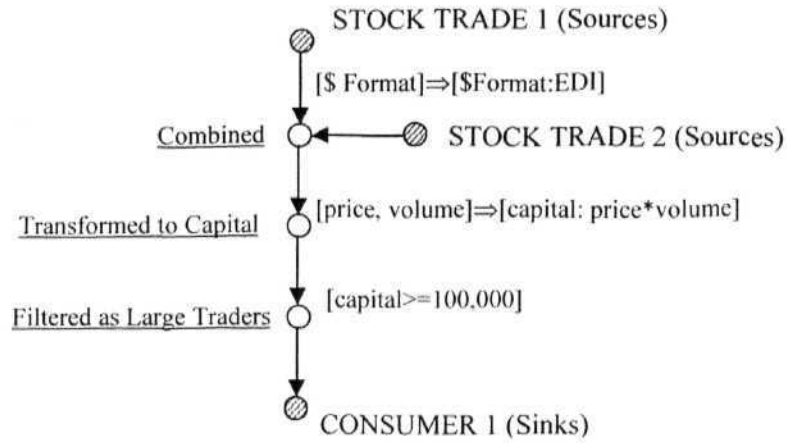 STOCK TRADE 1 (Sources)
[$ Format]⇒[$Format:EDI]
Combined
STOCK TRADE 2 (Sources)
[price, volume]⇒[capital: price*volume]
Transformed to Capital
[capital>=100,000]
Filtered as Large Traders
CONSUMER 1 (Sinks)